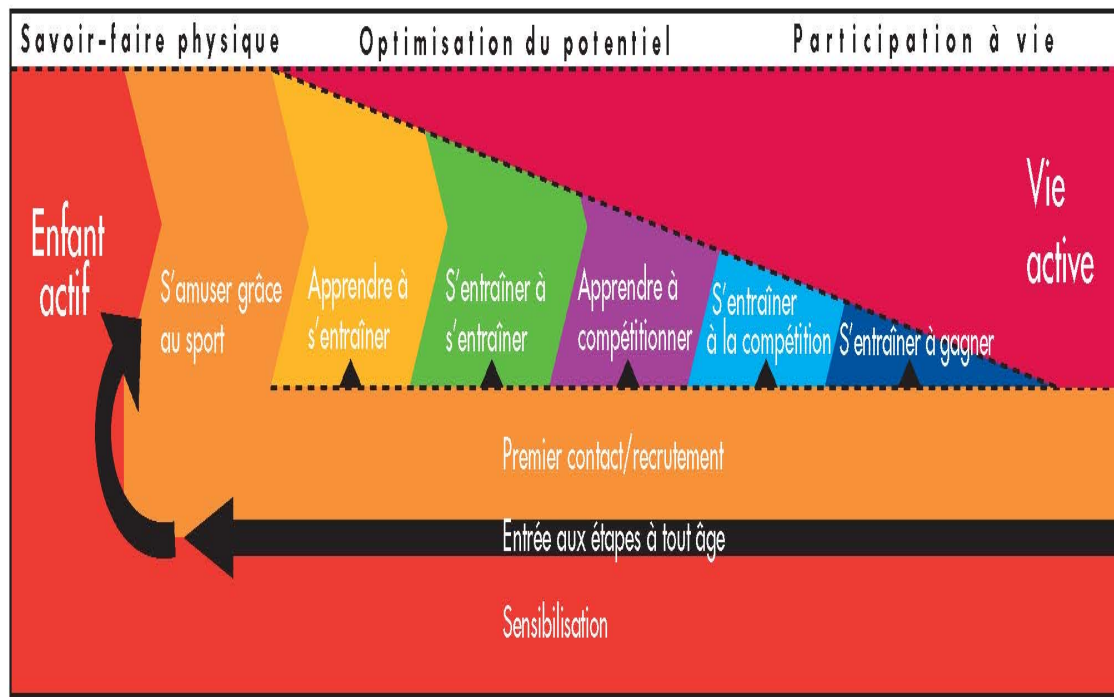 Savoir-faire physique
Optimisation du potentiel
Participation à vie
Enfant
actif
S'amuser grâce
au sport
Apprendre à
s'entraîner
S'entraîner à
s'entraîner
Apprendre à
compétitionner
S'entraîner
à la compétition
S'entraîner à gagner
Vie
active
Premier contact/recrutement
Entrée aux étapes à tout âge
Sensibilisation